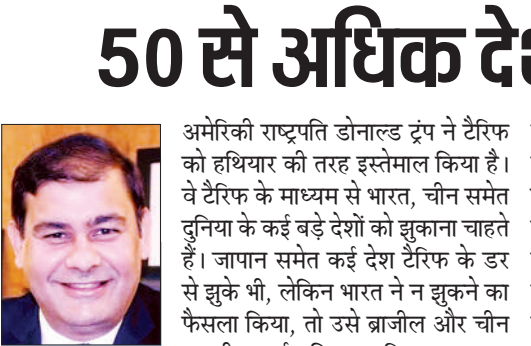 50 से अधिक
अमेरिकी राष्ट्रपति डोनाल्ड ट्रंप ने टैरिफ
को हथियार की तरह इस्तेमाल किया है।
वे टैरिफ के माध्यम से भारत, चीन समेत
दुनिया के कई बड़े देशों को झुकाना चाहते
हैं। जापान समेत कई देश टैरिफ के डर
से झुके भी, लेकिन भारत ने न झुकने का
फैसला किया, तो उसे ब्राजील और चीन